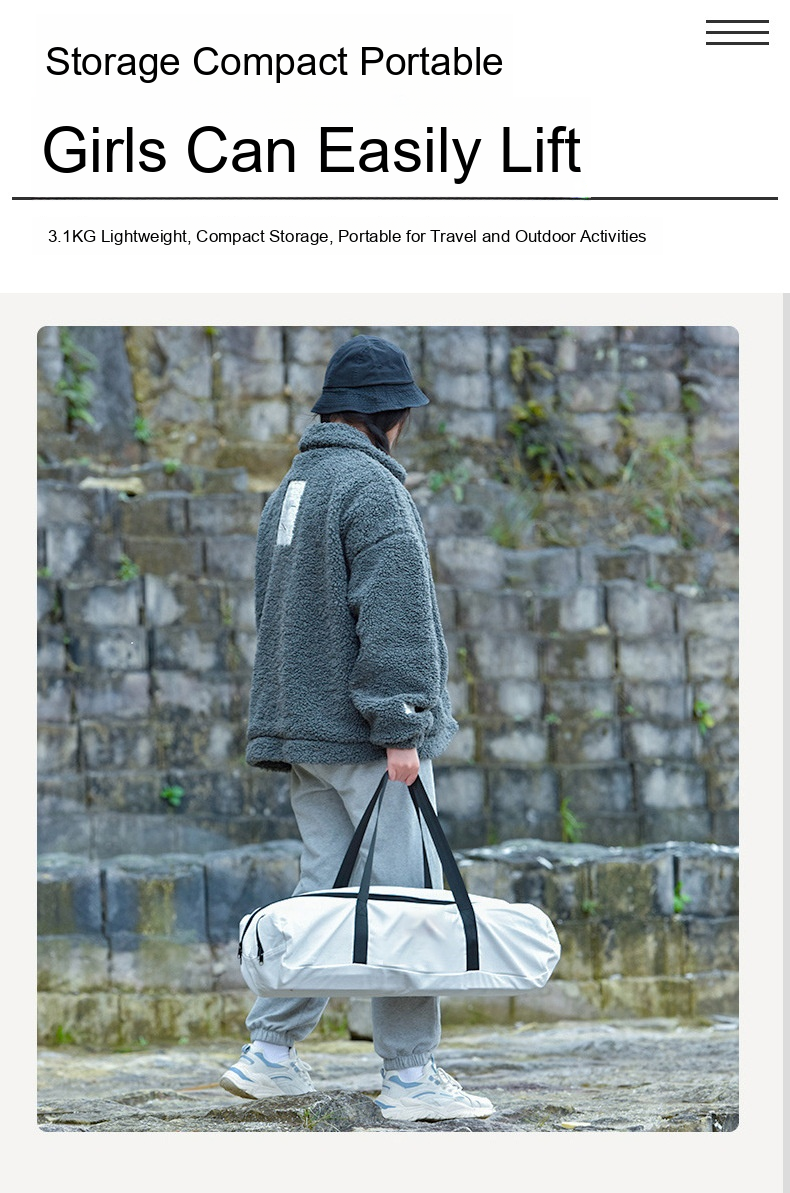 Storage Compact Portable
Girls Can Easily Lift
3.1KG Lightweight, Compact Storage, Portable for Travel and Outdoor Activities